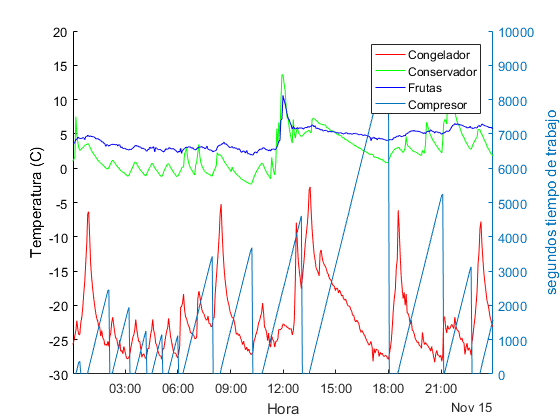 20
15
10
5
0
-5
-10
-15
-20
-25
-30
Temperatura (C)
10000
9000
8000
7000
6000
5000
4000
3000
2000
1000
0
segundos tiempo de trabajo
Congelador
Conservador
Frutas
Compresor
03:00 06:00 09:00 12:00 15:00 18:00 21:00
Hora
Nov 15